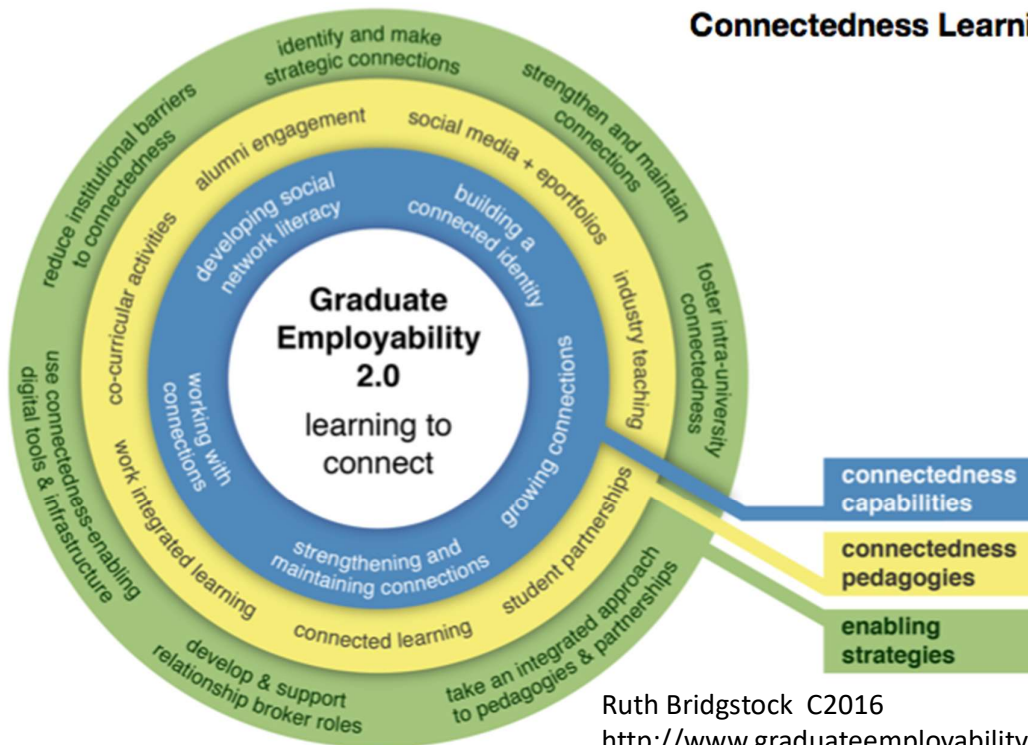 Connectedness Learni
identify and make
strategic connections
strengthen and maintain
connections
foster intra-university
connectedness
take an integrated approach
to pedagogies & partnerships
develop & support
relationship broker roles
use connectedness-enabling
digital tools & infrastructure
reduce institutional barriers
to connectedness
alumni engagement
social media + eportfolios
industry teaching
student partnerships
connected learning
work integrated learning
co-curricular activities
developing social
network literacy
building a
connected identity
growing connections
strengthening and
maintaining connections
working with
connections
Graduate
Employability
2.0
learning to
connect
connectedness
capabilities
connectedness
pedagogies
enabling
strategies
Ruth Bridgstock C2016
http://www.graduateemployability